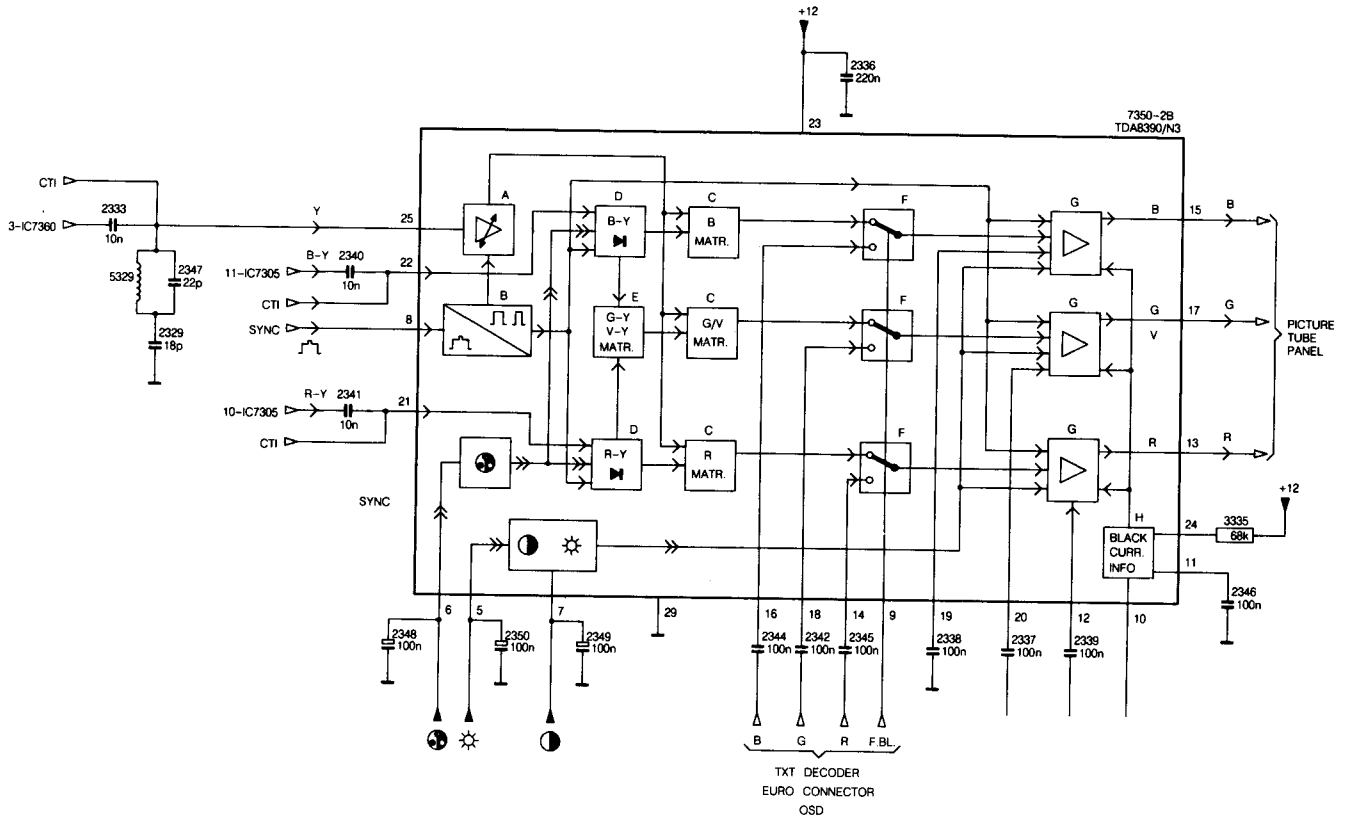 +12
2336
220n
23
7350-2B
TDA8390/N3
CTI
3-IC7360
2333
10n
Y
25
A
D
C
F
G
B-Y
B
MATR.
B
15
B
5329
2347
22p
2329
18p
11-IC7305
B-Y
2340
10n
22
CTI
SYNC
8
B
E
G-Y
V-Y
MATR.
C
G/V
MATR.
F
G
G
V
17
G
PICTURE
TUBE
PANEL
10-IC7305
R-Y
2341
10n
21
CTI
D
R-Y
C
R
MATR.
F
G
R
13
R
SYNC
+12
H
BLACK
CURR.
INFO
24
3335
68k
11
2346
100n
6
5
7
29
16
18
14
9
19
20
12
10
2348
100n
2350
100n
2349
100n
2344
100n
2342
100n
2345
100n
2338
100n
2337
100n
2339
100n
B
G
R
F.BL.
TXT DECODER
EURO CONNECTOR
OSD